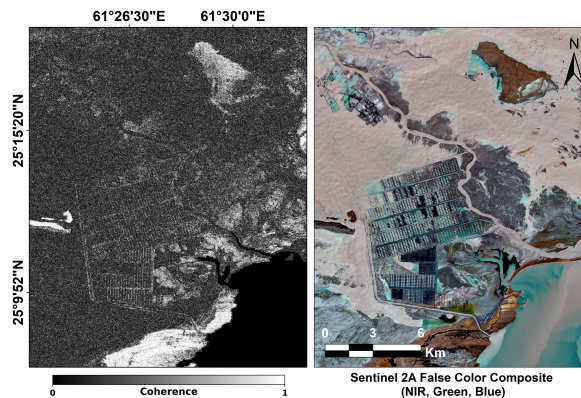 61°26'30"E 61°30'0"E
25°15'20"N
25°9'52"N
N
0 3 6
Km
0 1
Coherence
Sentinel 2A False Color Composite
(NIR, Green, Blue)